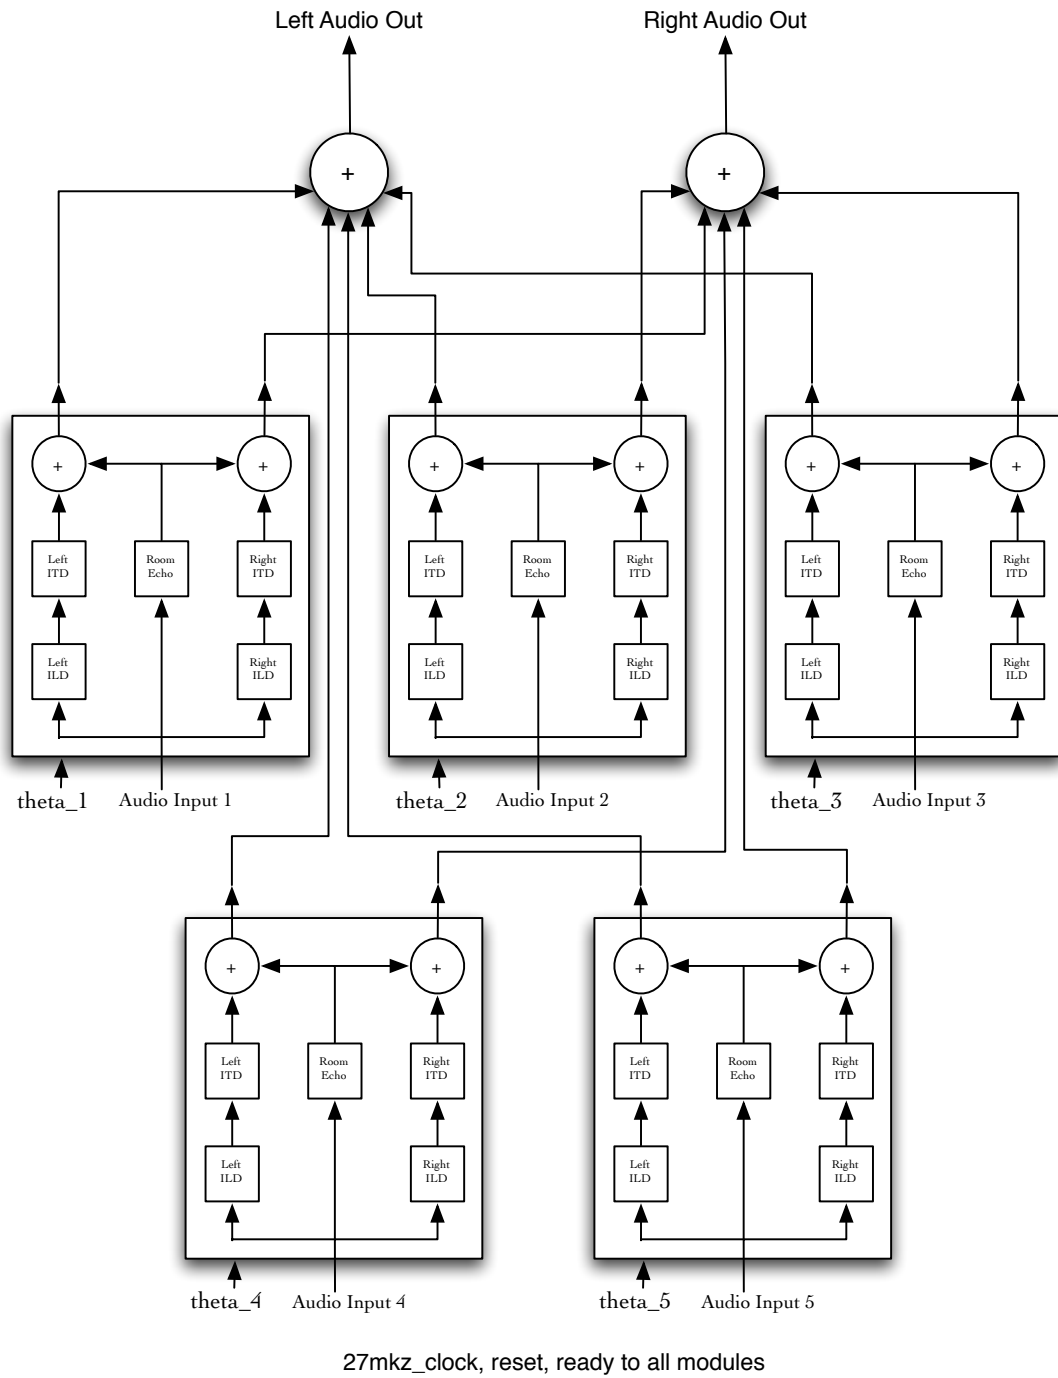 Left Audio Out
Right Audio Out
+
+
+
+
+
+
+
+
Left
ITD
Room
Echo
Right
ITD
Left
ITD
Room
Echo
Right
ITD
Left
ITD
Room
Echo
Right
ITD
Left
ILD
Right
ILD
Left
ILD
Right
ILD
Left
ILD
Right
ILD
theta_1
Audio Input 1
theta_2
Audio Input 2
theta_3
Audio Input 3
+
+
+
+
Left
ITD
Room
Echo
Right
ITD
Left
ITD
Room
Echo
Right
ITD
Left
ILD
Right
ILD
Left
ILD
Right
ILD
theta_4
Audio Input 4
theta_5
Audio Input 5
27mkz_clock, reset, ready to all modules